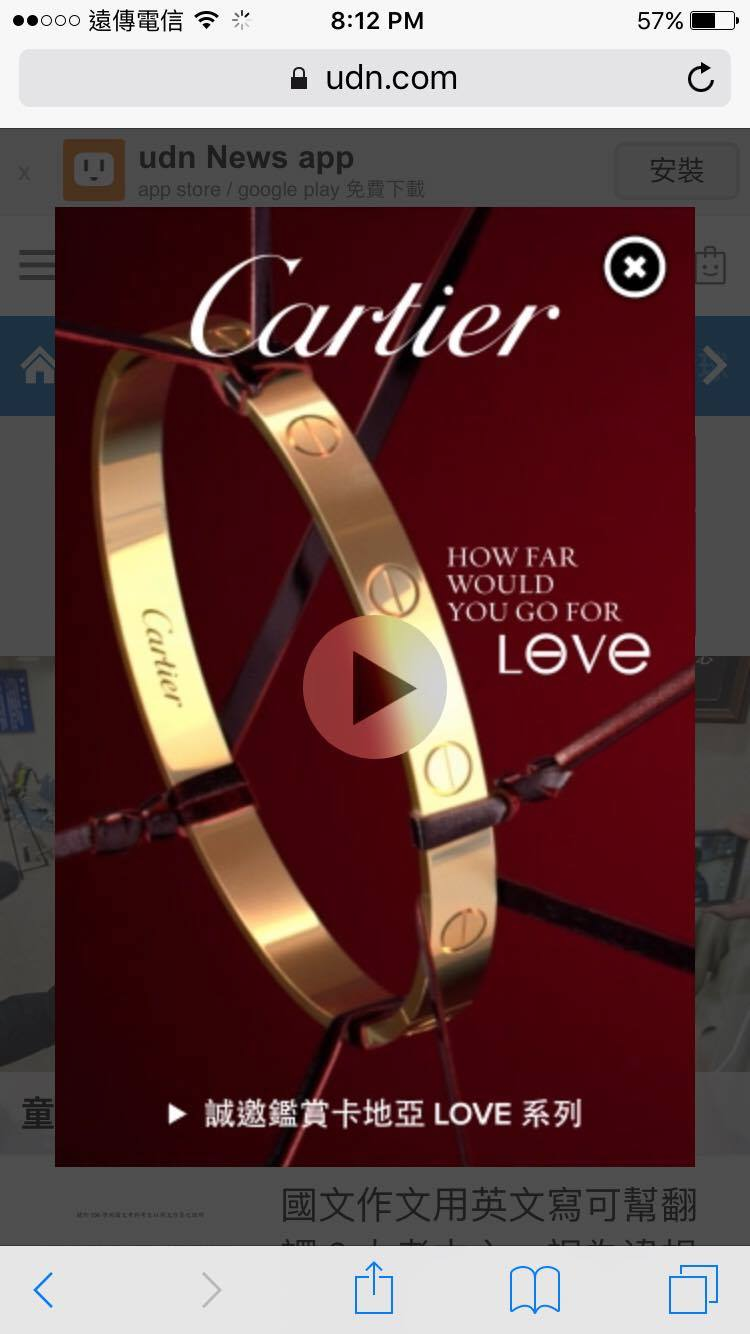 遠傳電信
8:12 PM
57%
udn.com
x
udn News app
app store / google play 免費下載
安裝
Cartier
HOW FAR
WOULD
YOU GO FOR
LOVE
Cartier
誠邀鑑賞卡地亞 LOVE 系列
童
國文作文用英文寫可幫翻